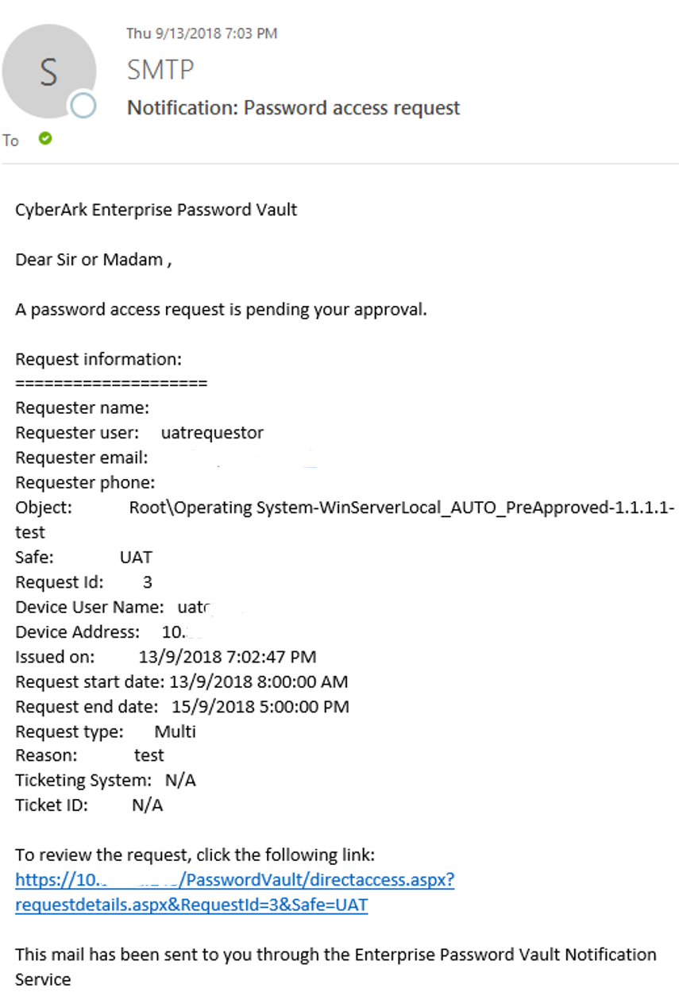 Thu 9/13/2018 7:03 PM
S
SMTP
Notification: Password access request
To
CyberArk Enterprise Password Vault
Dear Sir or Madam ,
A password access request is pending your approval.
Request information:
====================
Requester name:
Requester user: uatrequestor
Requester email:
Requester phone:
Object: Root\Operating System-WinServerLocal_AUTO_PreApproved-1.1.1.1-
test
Safe: UAT
Request Id: 3
Device User Name:
Device Address: 10.
Issued on: 13/9/2018 7:02:47 PM
Request start date: 13/9/2018 8:00:00 AM
Request end date: 15/9/2018 5:00:00 PM
Request type: Multi
Reason: test
Ticketing System: N/A
Ticket ID: N/A
To review the request, click the following link:
https://10. /PasswordVault/directaccess.aspx?
requestdetails.aspx&RequestId=3&Safe=UAT
This mail has been sent to you through the Enterprise Password Vault Notification
Service